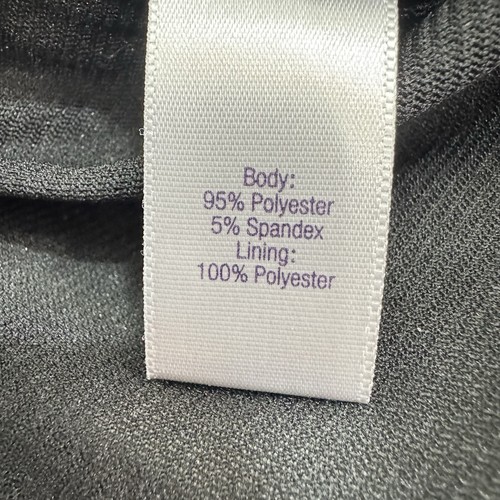 Body:
95% Polyester
5% Spandex
Lining:
100% Polyester